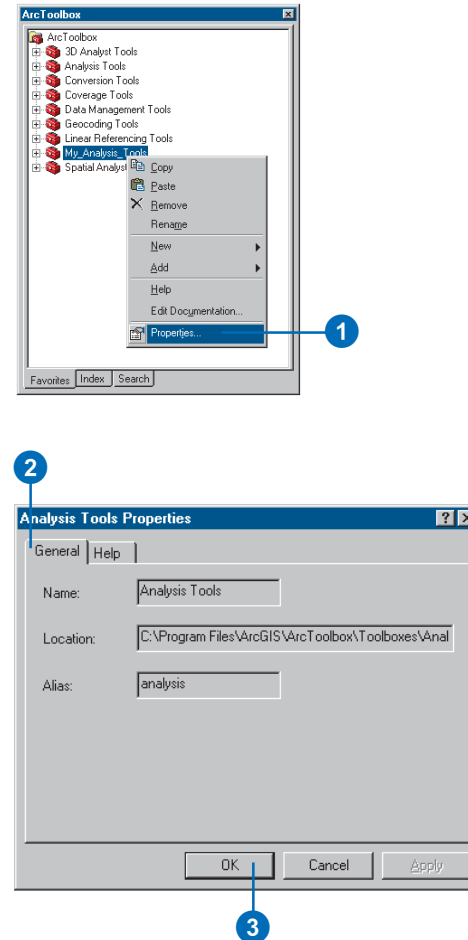 ArcToolbox
ArcToolbox
3D Analyst Tools
Analysis Tools
Conversion Tools
Coverage Tools
Data Management Tools
Geocoding Tools
Linear Referencing Tools
My_Analysis_Tools
Spatial Analyst
Copy
Paste
Remove
Rename
New
Add
Help
Edit Documentation...
Properties...
1
Favorites Index Search
2
Analysis Tools Properties
General Help
Name: Analysis Tools
Location: C:\Program Files\ArcGIS\ArcToolbox\Toolboxes\Anal
Alias: analysis
OK Cancel Apply
3